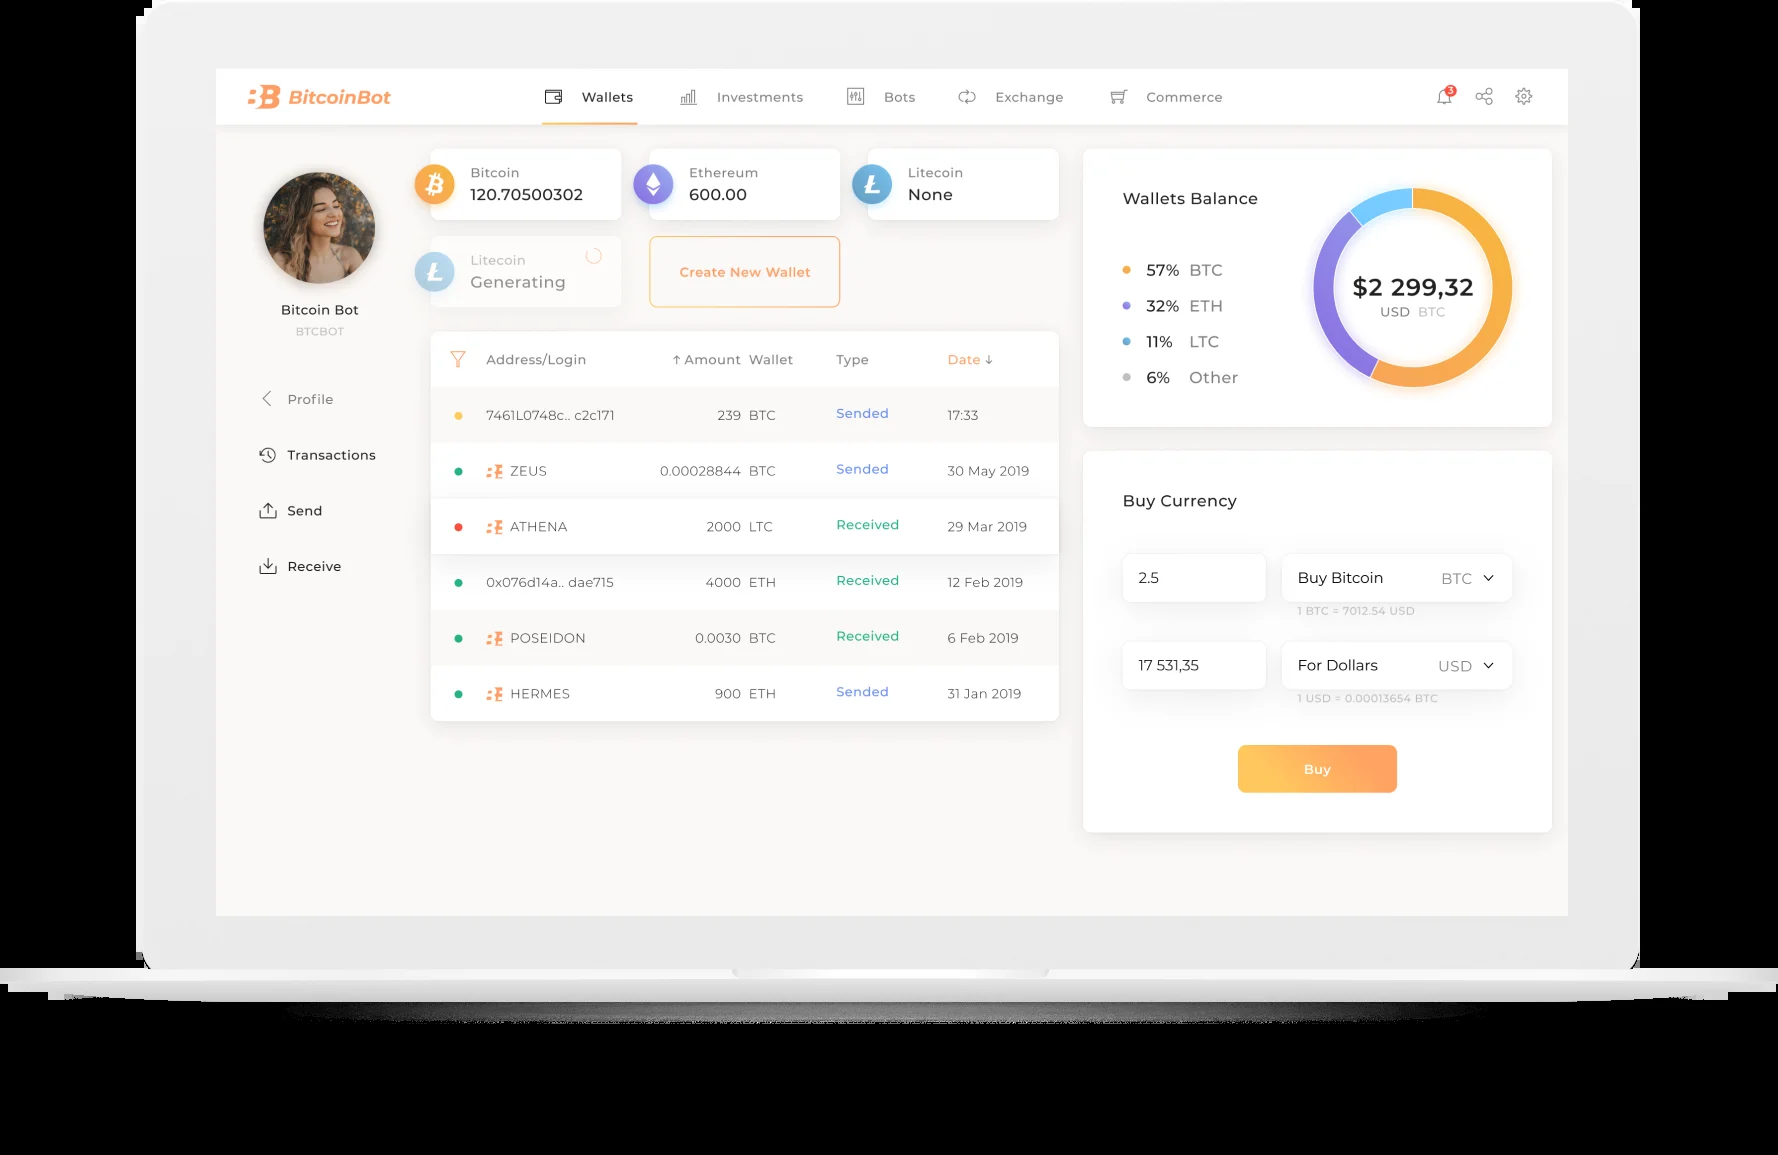 BitcoinBot
Wallets
Investments
Bots
Exchange
Commerce
3
Bitcoin Bot
BTCBOT
Profile
Transactions
Send
Receive
Bitcoin
120.70500302
Ethereum
600.00
Litecoin
None
Litecoin
Generating
Create New Wallet
Address/Login ↑ Amount Wallet Type Date ↓
7461L0748c.. c2c171 239 BTC Sended 17:33
ZEUS 0.00028844 BTC Sended 30 May 2019
ATHENA 2000 LTC Received 29 Mar 2019
0x076d14a.. dae715 4000 ETH Received 12 Feb 2019
POSEIDON 0.0030 BTC Received 6 Feb 2019
HERMES 900 ETH Sended 31 Jan 2019
Wallets Balance
57% BTC
32% ETH
11% LTC
6% Other
$2 299,32
USD BTC
Buy Currency
2.5
Buy Bitcoin BTC
1 BTC = 7012.54 USD
17 531,35
For Dollars USD
1 USD = 0.00013654 BTC
Buy